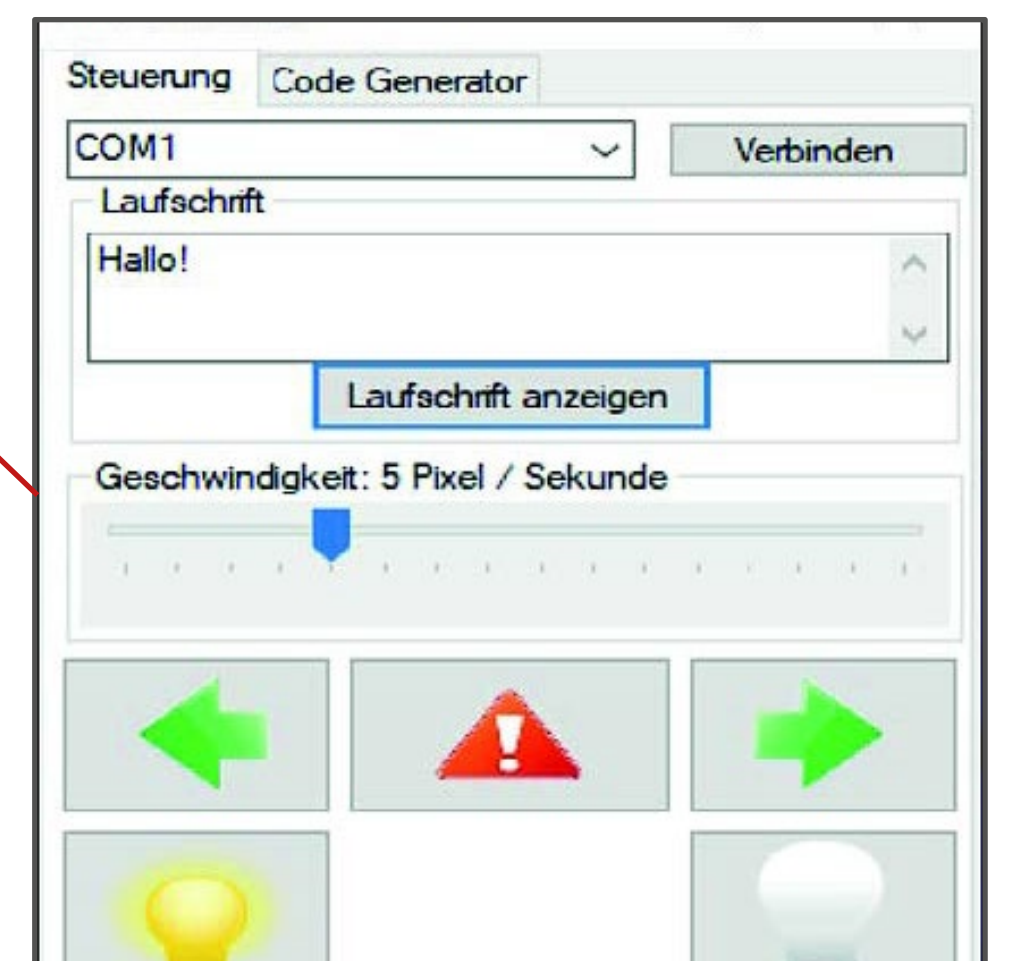 Steuerung Code Generator
COM1 Verbinden
Laufschrift
Hallo!
Laufschrift anzeigen
Geschwindigkeit: 5 Pixel / Sekunde
!